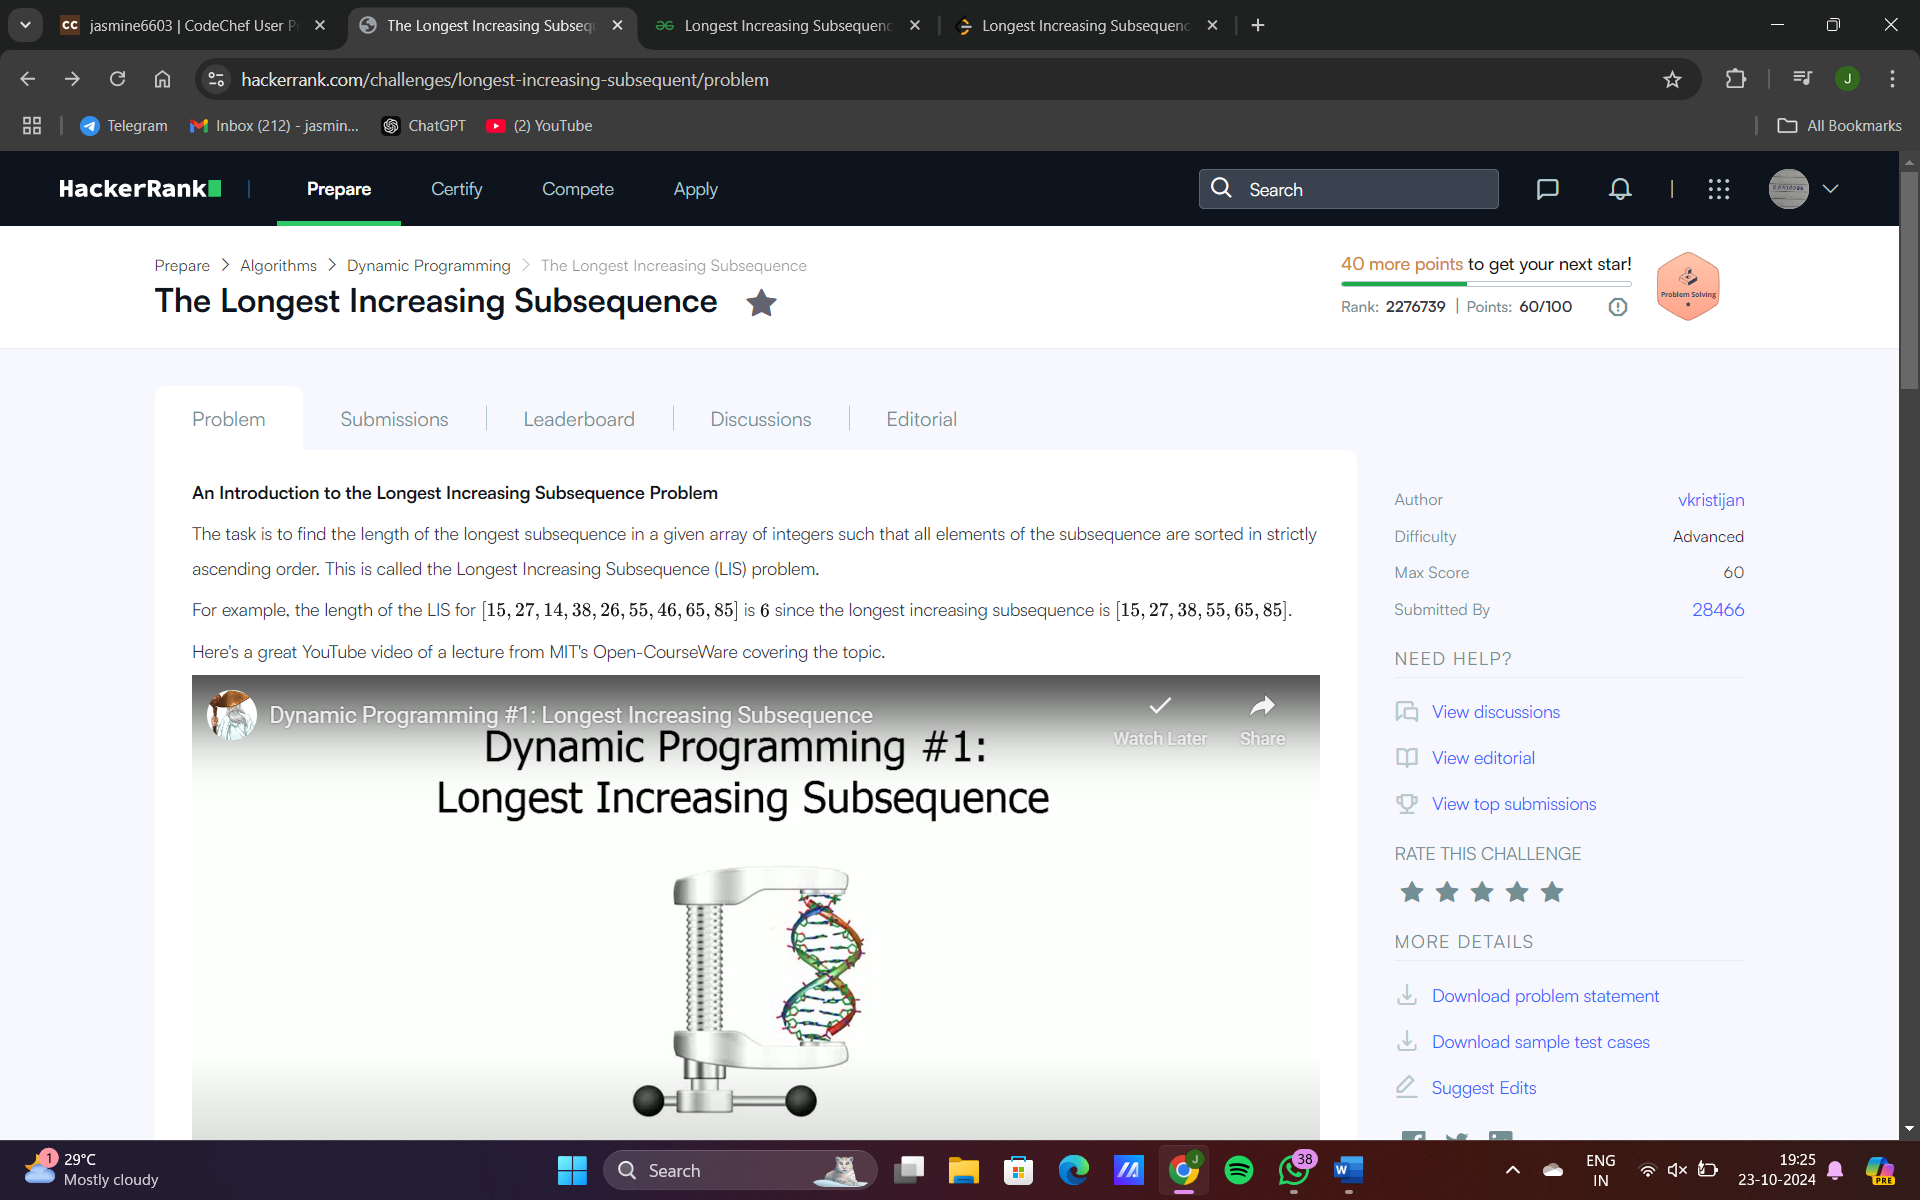 jasmine6603 | CodeChef User P
The Longest Increasing Subsequ
Longest Increasing Subsequenc
Longest Increasing Subsequenc
hackerrank.com/challenges/longest-increasing-subsequent/problem
J
Telegram
Inbox (212) - jasmin...
ChatGPT
(2) YouTube
All Bookmarks
HackerRank
Prepare
Certify
Compete
Apply
Search
Prepare > Algorithms > Dynamic Programming > The Longest Increasing Subsequence
The Longest Increasing Subsequence
40 more points to get your next star!
Rank: 2276739 | Points: 60/100
Problem Solving
Problem
Submissions
Leaderboard
Discussions
Editorial
An Introduction to the Longest Increasing Subsequence Problem
The task is to find the length of the longest subsequence in a given array of integers such that all elements of the subsequence are sorted in strictly
ascending order. This is called the Longest Increasing Subsequence (LIS) problem.
For example, the length of the LIS for [15, 27, 14, 38, 26, 55, 46, 65, 85] is 6 since the longest increasing subsequence is [15, 27, 38, 55, 65, 85].
Here's a great YouTube video of a lecture from MIT's Open-CourseWare covering the topic.
Dynamic Programming #1: Longest Increasing Subsequence
Watch Later
Share
Dynamic Programming #1:
Longest Increasing Subsequence
Author vkristijan
Difficulty Advanced
Max Score 60
Submitted By 28466
NEED HELP?
View discussions
View editorial
View top submissions
RATE THIS CHALLENGE
MORE DETAILS
Download problem statement
Download sample test cases
Suggest Edits
1
29°C
Mostly cloudy
Search
J
38
W
ENG
IN
19:25
23-10-2024
PRE